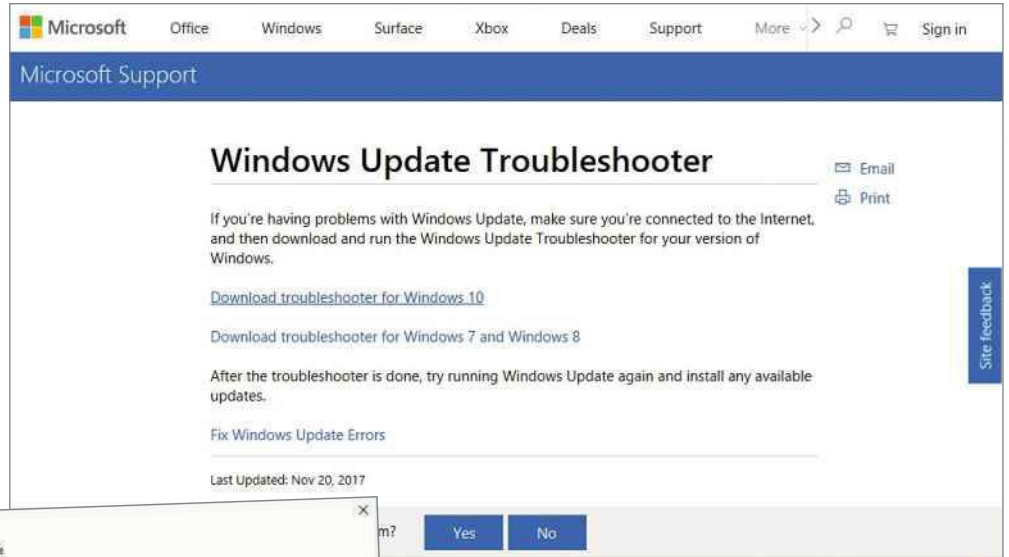 Microsoft Office Windows Surface Xbox Deals Support More Sign in
Microsoft Support
Windows Update Troubleshooter
Email
Print
If you're having problems with Windows Update, make sure you're connected to the Internet,
and then download and run the Windows Update Troubleshooter for your version of
Windows.
Download troubleshooter for Windows 10
Download troubleshooter for Windows 7 and Windows 8
After the troubleshooter is done, try running Windows Update again and install any available
updates.
Fix Windows Update Errors
Last Updated: Nov 20, 2017
Site feedback
m? Yes No